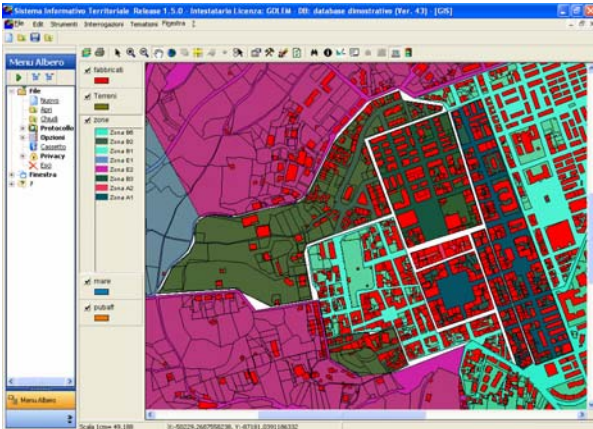 Sistema Informativo Territoriale Release 1.5.0 - Intestatario Licenza: GOLEM - DB: database dimostrativo (Ver. 43) - [GIS]
File Edit Strumenti Interrogazioni Tematismi Finestra ?
Menu Albero
File
Nuovo
Apri
Chiudi
Protocollo
Opzioni
Cassetto
Privacy
Esci
Finestra
?
Menu Albero
fabbricati
Terreni
zone
Zona B6
Zona B2
Zona B1
Zona E1
Zona E2
Zona B3
Zona A2
Zona A1
mare
pubaff